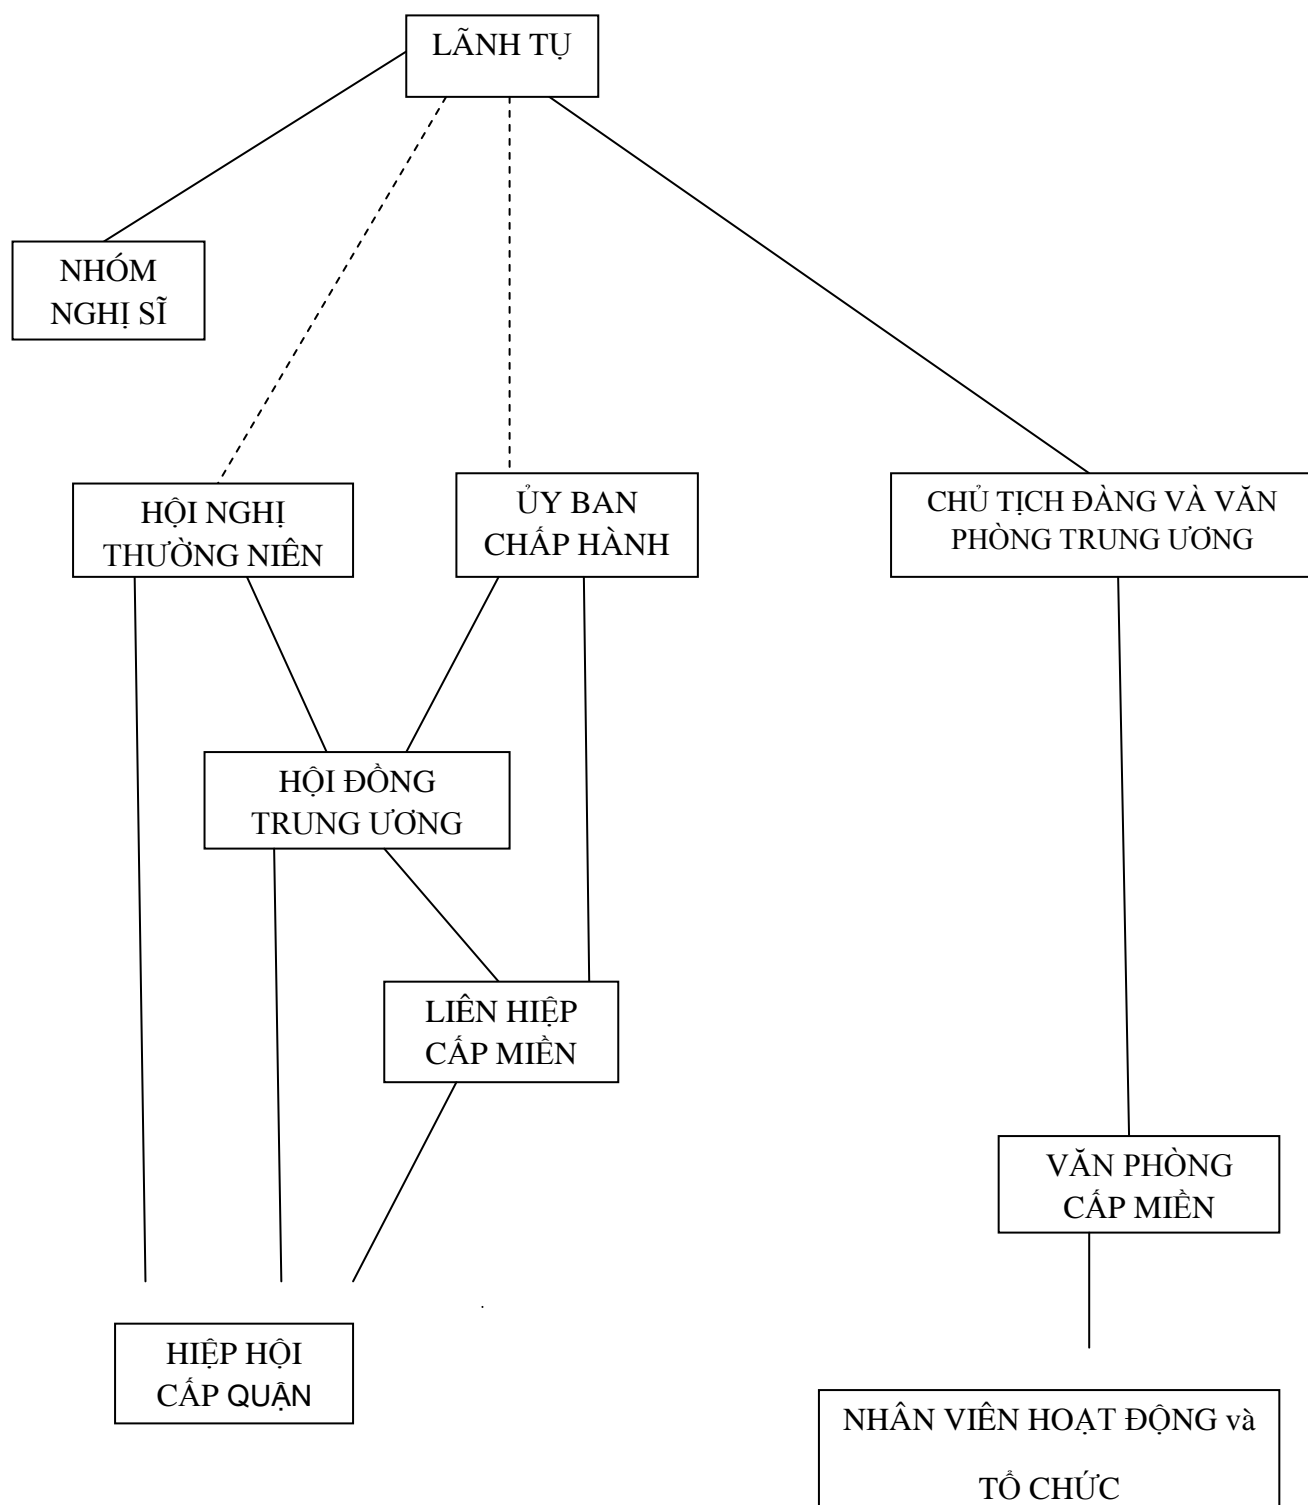 LÃNH TỤ
NHÓM
NGHỊ SĨ
HỘI NGHỊ
THƯỜNG NIÊN
ỦY BAN
CHẤP HÀNH
CHỦ TỊCH ĐÀNG VÀ VĂN
PHÒNG TRUNG ƯƠNG
HỘI ĐỒNG
TRUNG ƯƠNG
LIÊN HIỆP
CẤP MIỀN
VĂN PHÒNG
CẤP MIỀN
HIỆP HỘI
CẤP QUẬN
NHÂN VIÊN HOẠT ĐỘNG và
TỔ CHỨC